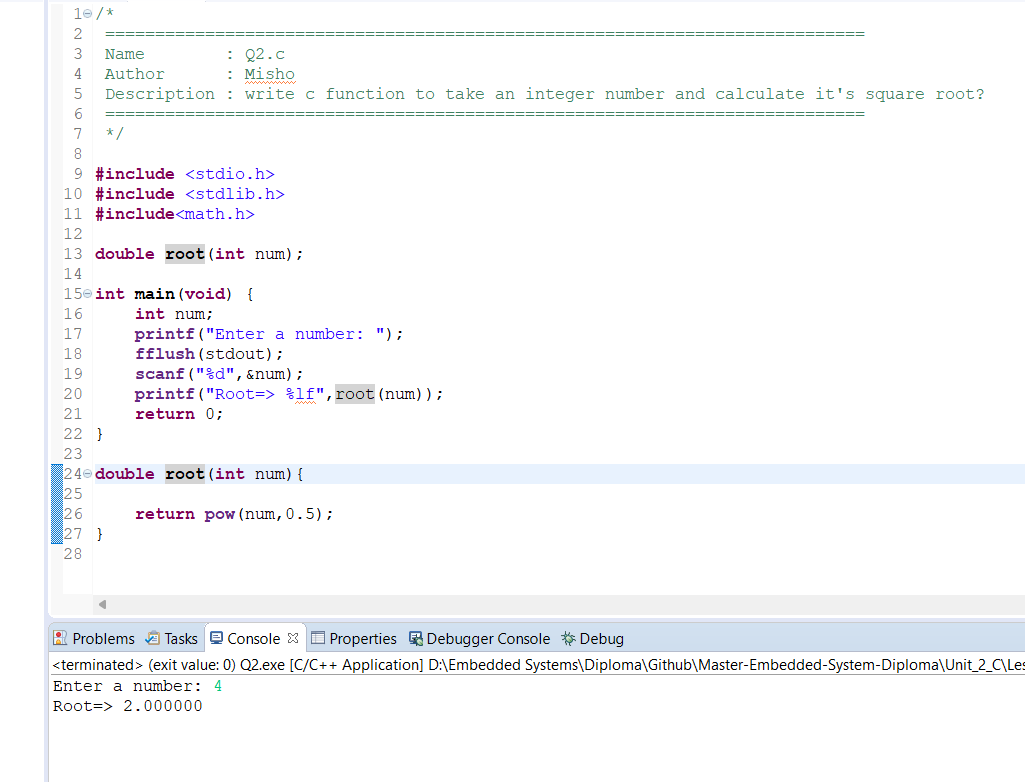 1 /*
2 ============================================================================
3 Name        : Q2.c
4 Author      : Misho
5 Description : write c function to take an integer number and calculate it's square root?
6 ============================================================================
7 */
8
9 #include <stdio.h>
10 #include <stdlib.h>
11 #include<math.h>
12
13 double root(int num);
14
15 int main(void) {
16     int num;
17     printf("Enter a number: ");
18     fflush(stdout);
19     scanf("%d",&num);
20     printf("Root=> %lf",root(num));
21     return 0;
22 }
23
24 double root(int num){
25
26     return pow(num,0.5);
27 }
28
Problems Tasks Console Properties Debugger Console Debug
<terminated> (exit value: 0) Q2.exe [C/C++ Application] D:\Embedded Systems\Diploma\Github\Master-Embedded-System-Diploma\Unit_2_C\Les
Enter a number: 4
Root=> 2.000000